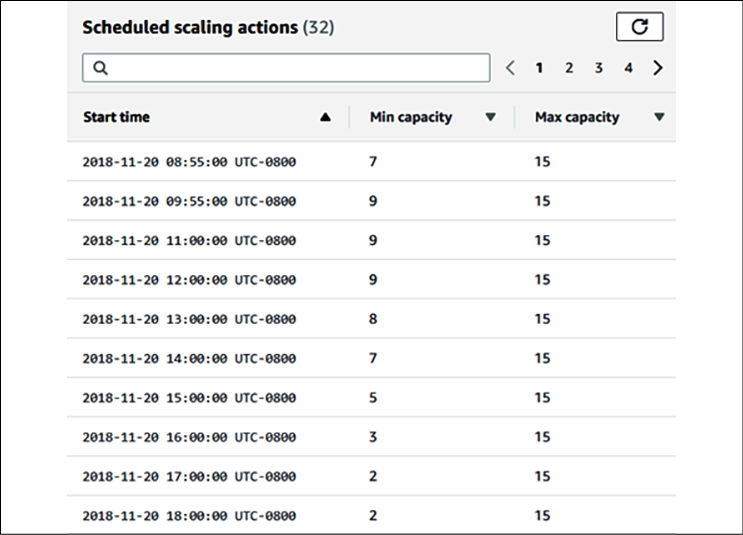 Scheduled scaling actions (32)
1 2 3 4
Start time Min capacity Max capacity
2018-11-20 08:55:00 UTC-0800 7 15
2018-11-20 09:55:00 UTC-0800 9 15
2018-11-20 11:00:00 UTC-0800 9 15
2018-11-20 12:00:00 UTC-0800 9 15
2018-11-20 13:00:00 UTC-0800 8 15
2018-11-20 14:00:00 UTC-0800 7 15
2018-11-20 15:00:00 UTC-0800 5 15
2018-11-20 16:00:00 UTC-0800 3 15
2018-11-20 17:00:00 UTC-0800 2 15
2018-11-20 18:00:00 UTC-0800 2 15